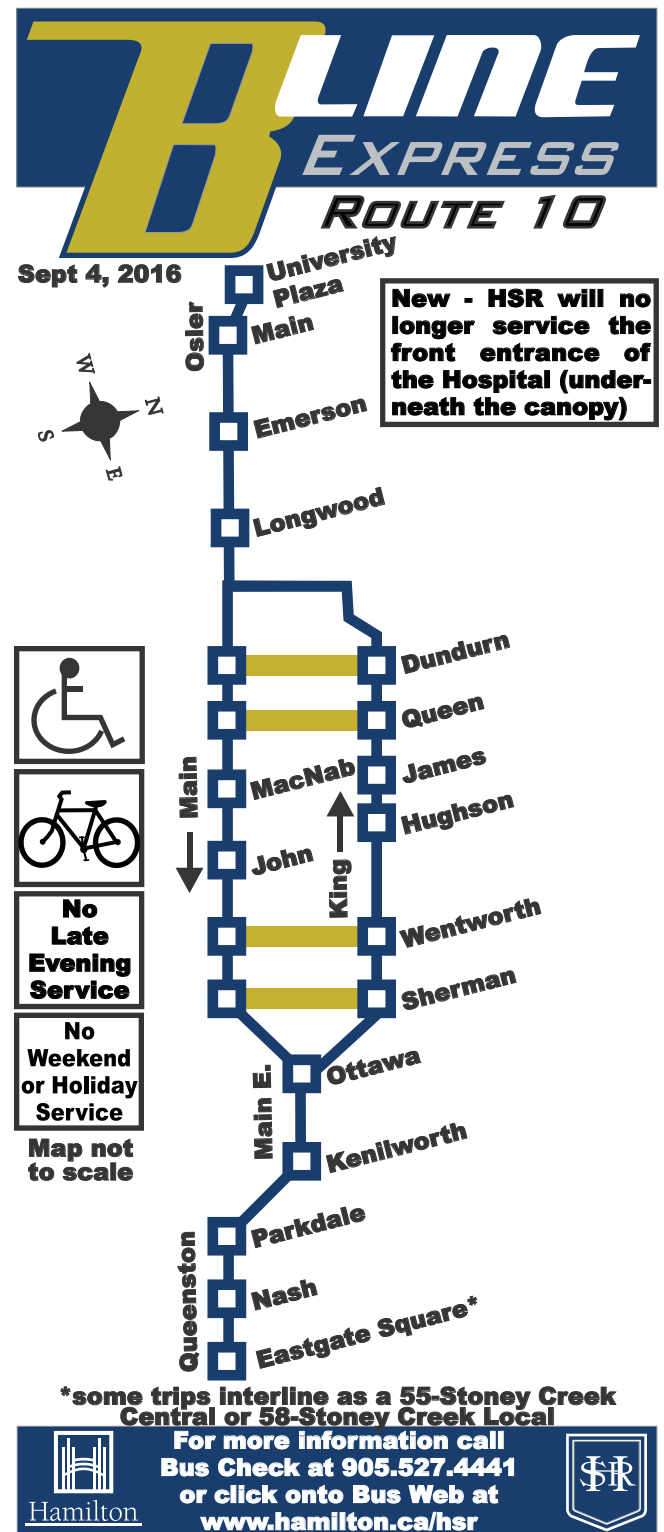 B LINE
EXPRESS
ROUTE 10
Sept 4, 2016
University
Plaza
New - HSR will no
longer service the
front entrance of
the Hospital (under-
neath the canopy)
Osler
Main
W
N
S
E
Emerson
Longwood
Dundurn
Queen
Main
MacNab
James
Hughson
John
King
No
Late
Evening
Service
Wentworth
Sherman
No
Weekend
or Holiday
Service
Ottawa
Main E.
Map not
to scale
Kenilworth
Parkdale
Queenston
Nash
Eastgate Square*
*some trips interline as a 55-Stoney Creek
Central or 58-Stoney Creek Local
For more information call
Bus Check at 905.527.4441
or click onto Bus Web at
www.hamilton.ca/hsr
Hamilton
HSR